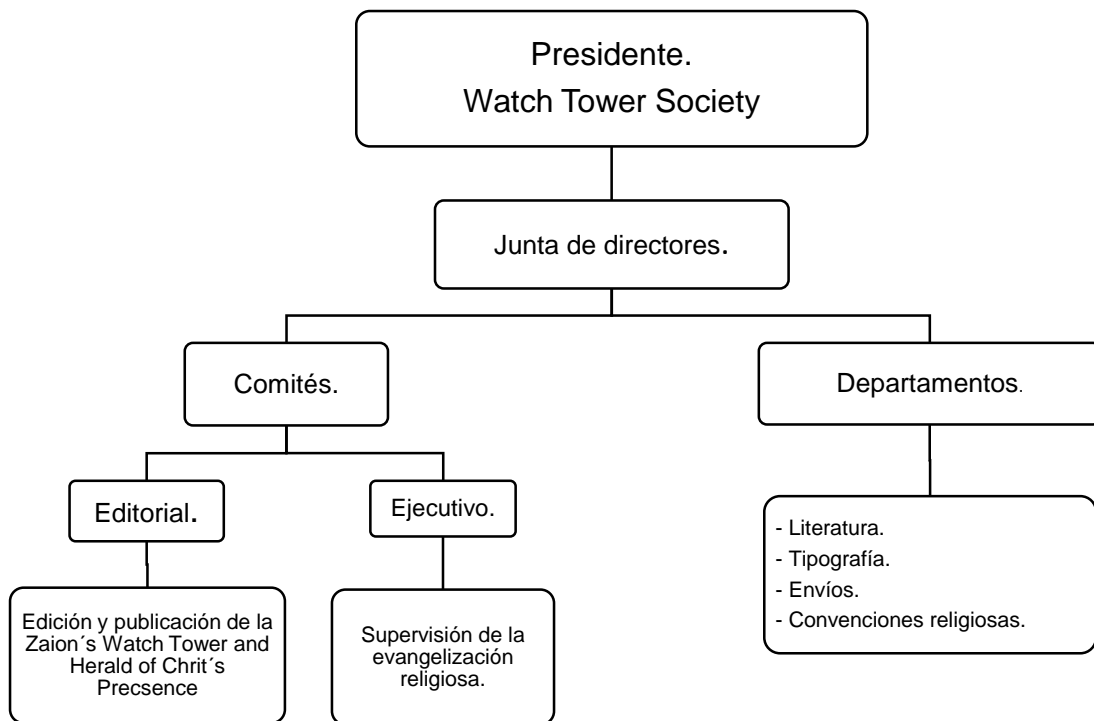 Presidente.
Watch Tower Society
Junta de directores.
Comités.
Departamentos.
Editorial.
Ejecutivo.
- Literatura.
- Tipografía.
- Envíos.
- Convenciones religiosas.
Edición y publicación de la
Zaion´s Watch Tower and
Herald of Chrit´s
Precsence
Supervisión de la
evangelización
religiosa.